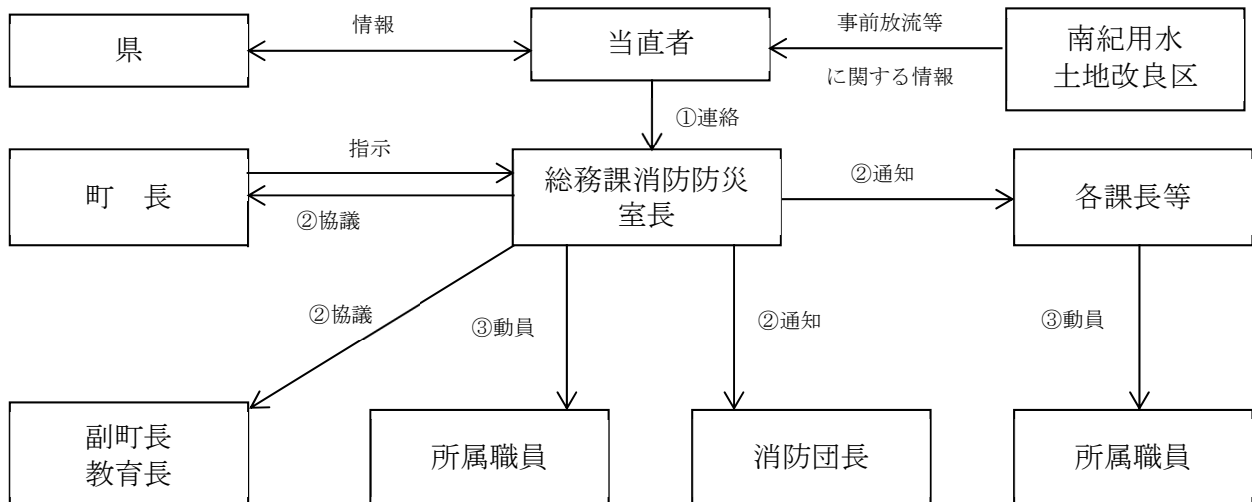 県
情報
当直者
事前放流等
に関する情報
南紀用水
土地改良区
①連絡
町　長
指示
②協議
総務課消防防災
室長
②通知
各課長等
②協議
③動員
②通知
③動員
副町長
教育長
所属職員
消防団長
所属職員